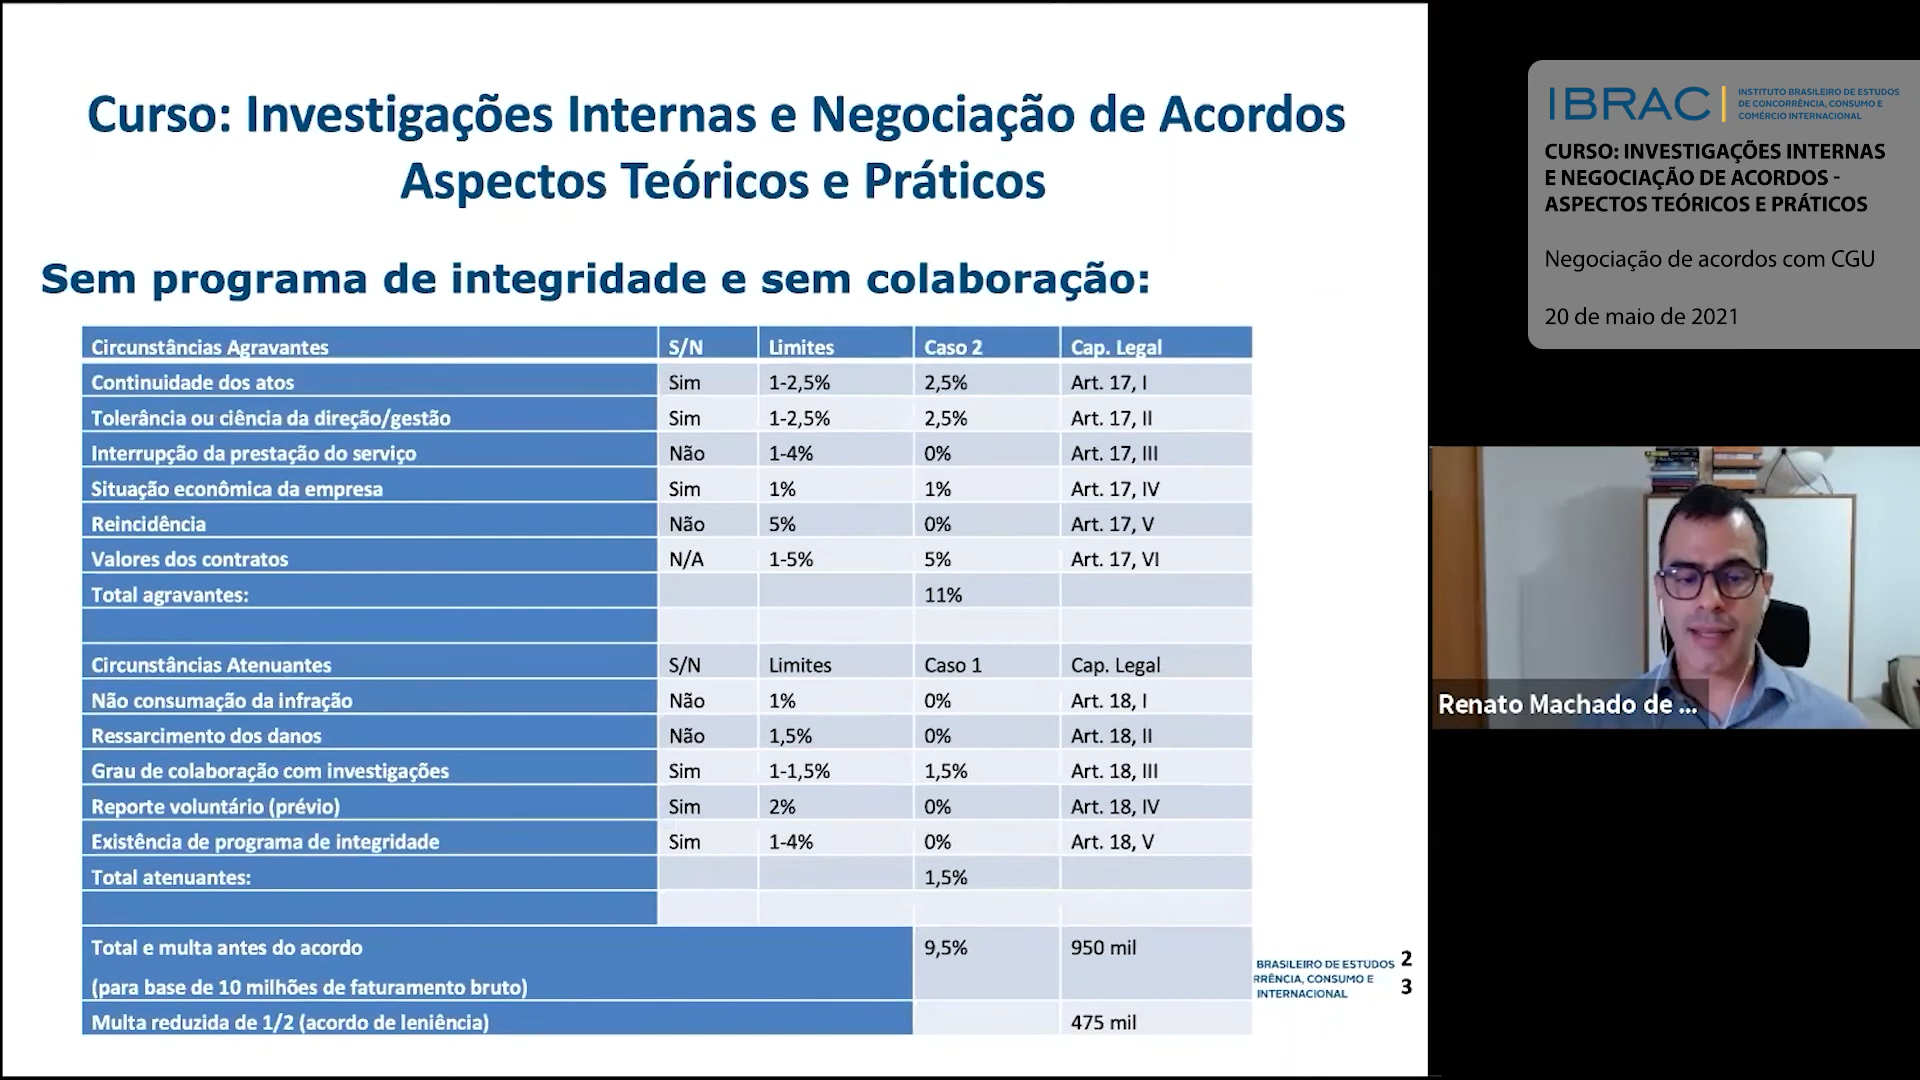 Curso: Investigações Internas e Negociação de Acordos
Aspectos Teóricos e Práticos
Sem programa de integridade e sem colaboração:
Circunstâncias Agravantes S/N Limites Caso 2 Cap. Legal
Continuidade dos atos Sim 1-2,5% 2,5% Art. 17, I
Tolerância ou ciência da direção/gestão Sim 1-2,5% 2,5% Art. 17, II
Interrupção da prestação do serviço Não 1-4% 0% Art. 17, III
Situação econômica da empresa Sim 1% 1% Art. 17, IV
Reincidência Não 5% 0% Art. 17, V
Valores dos contratos N/A 1-5% 5% Art. 17, VI
Total agravantes: 11%
Circunstâncias Atenuantes S/N Limites Caso 1 Cap. Legal
Não consumação da infração Não 1% 0% Art. 18, I
Ressarcimento dos danos Não 1,5% 0% Art. 18, II
Grau de colaboração com investigações Sim 1-1,5% 1,5% Art. 18, III
Reporte voluntário (prévio) Sim 2% 0% Art. 18, IV
Existência de programa de integridade Sim 1-4% 0% Art. 18, V
Total atenuantes: 1,5%
Total e multa antes do acordo 9,5% 950 mil
(para base de 10 milhões de faturamento bruto)
Multa reduzida de 1/2 (acordo de leniência) 475 mil
BRASILEIRO DE ESTUDOS
RRÊNCIA, CONSUMO E
INTERNACIONAL
2
3
IBRAC
INSTITUTO BRASILEIRO DE ESTUDOS
DE CONCORRÊNCIA, CONSUMO E
COMÉRCIO INTERNACIONAL
CURSO: INVESTIGAÇÕES INTERNAS
E NEGOCIAÇÃO DE ACORDOS -
ASPECTOS TEÓRICOS E PRÁTICOS
Negociação de acordos com CGU
20 de maio de 2021
Renato Machado de ...